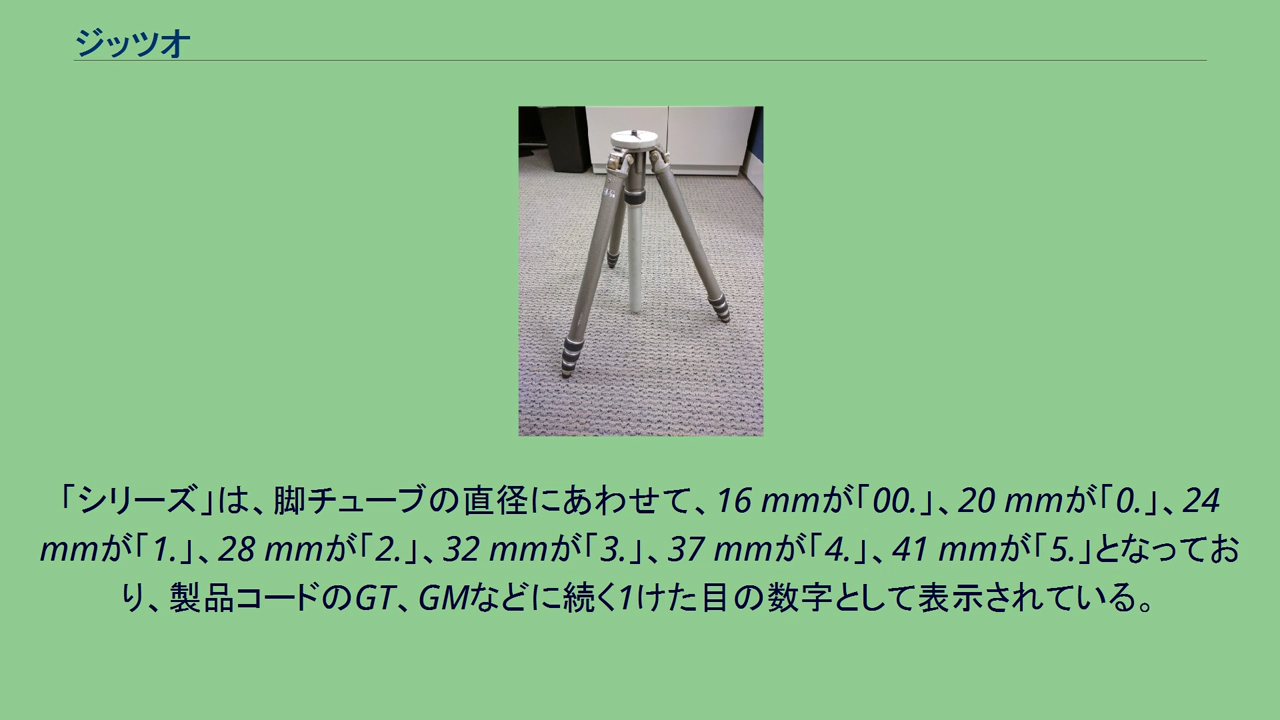 ジッツオ
「シリーズ」は、脚チューブの直径にあわせて、16 mmが「00.」、20 mmが「0.」、24
mmが「1.」、28 mmが「2.」、32 mmが「3.」、37 mmが「4.」、41 mmが「5.」となってお
り、製品コードのGT、GMなどに続く1けた目の数字として表示されている。